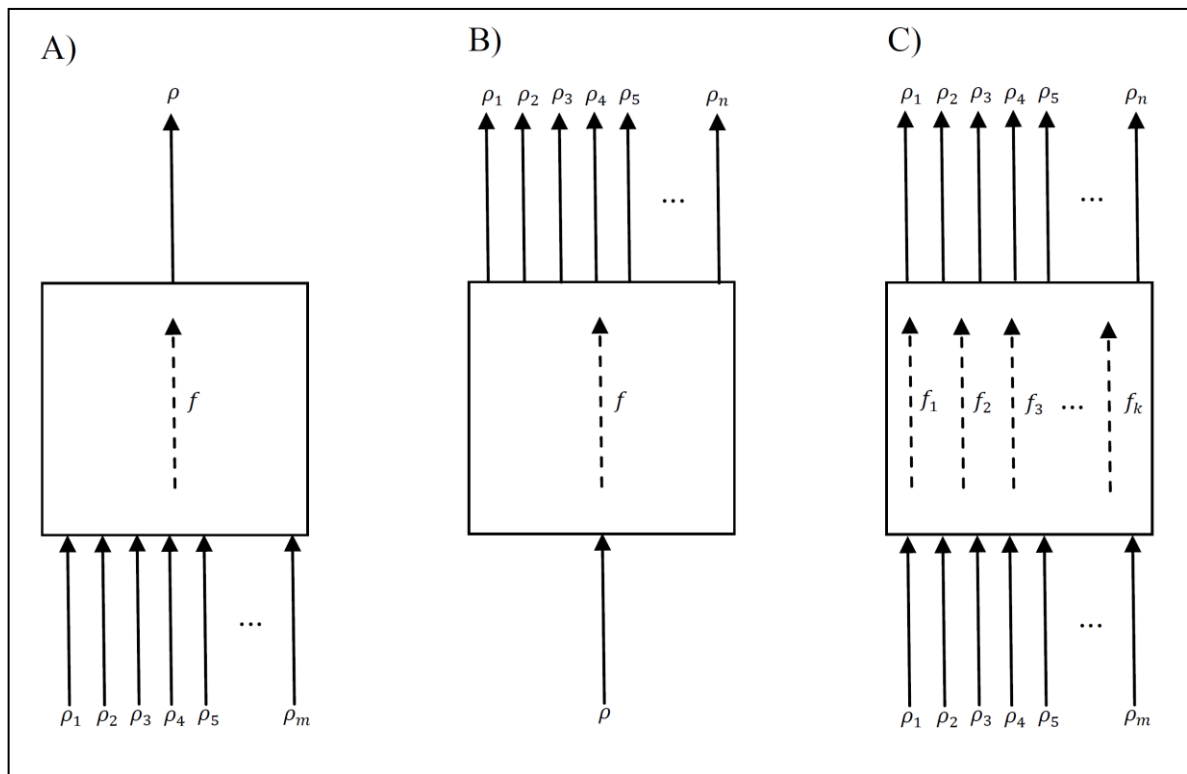 A)
ρ
f
ρ₁ ρ₂ ρ₃ ρ₄ ρ₅ ... ρₘ
B)
ρ₁ ρ₂ ρ₃ ρ₄ ρ₅ ... ρₙ
f
ρ
C)
ρ₁ ρ₂ ρ₃ ρ₄ ρ₅ ... ρₙ
f₁ f₂ f₃ ... fₖ
ρ₁ ρ₂ ρ₃ ρ₄ ρ₅ ... ρₘ